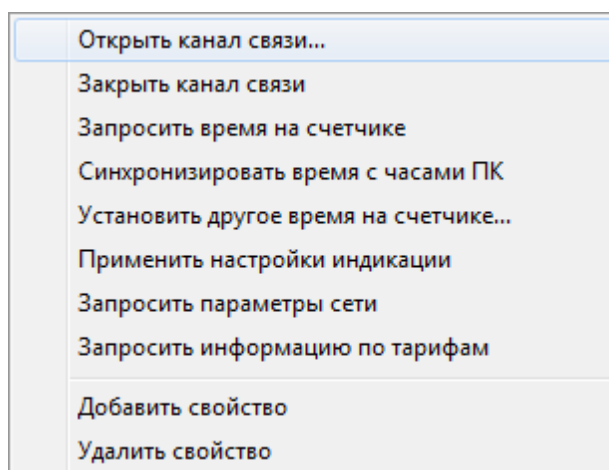 Открыть канал связи...
Закрыть канал связи
Запросить время на счетчике
Синхронизировать время с часами ПК
Установить другое время на счетчике...
Применить настройки индикации
Запросить параметры сети
Запросить информацию по тарифам
Добавить свойство
Удалить свойство